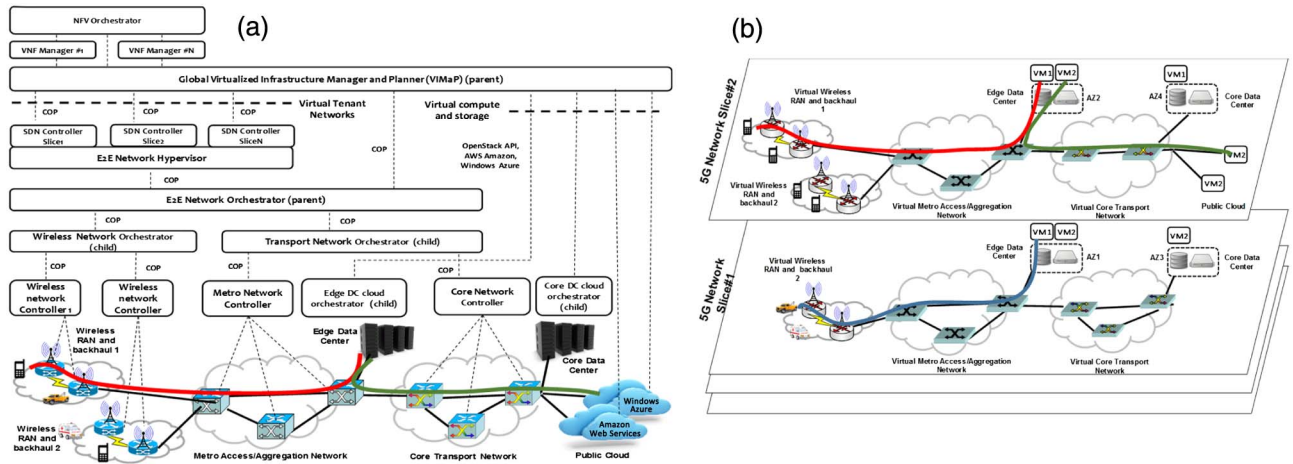 (a)
NFV Orchestrator
VNF Manager #1
VNF Manager #N
Global Virtualized Infrastructure Manager and Planner (VIMaP) (parent)
COP
COP
COP
Virtual Tenant
Networks
Virtual compute
and storage
SDN Controller
Slice1
SDN Controller
Slice2
SDN Controller
SliceN
E2E Network Hypervisor
COP
OpenStack API,
AWS Amazon,
Windows Azure
COP
E2E Network Orchestrator (parent)
COP
COP
Wireless Network Orchestrator
(child)
Transport Network Orchestrator (child)
COP
COP
COP
COP
Wireless
network
Controller1
Wireless
network
Controller
Metro Network
Controller
Edge DC cloud
orchestrator (child)
Core Network
Controller
Core DC cloud
orchestrator
(child)
Wireless
RAN and
backhaul 1
Edge Data
Center
Core Data
Center
Wireless
RAN and
backhaul 2
Windows
Azure
Amazon
Web Services
Metro Access/Aggregation Network
Core Transport Network
Public Cloud
(b)
5G Network Slice#2
Virtual Wireless
RAN and backhaul
1
Edge Data
Center
VM1
VM2
AZ2
VM1
AZ4
Core Data
Center
VM2
VM2
Virtual Wireless
RAN and
backhaul 2
Virtual Metro Access/Aggregation
Network
Virtual Core Transport
Network
Public Cloud
5G Network
Slice#1
Virtual Wireless
RAN and backhaul
2
Edge Data
Center
VM1
VM2
AZ1
VM2
AZ3
Core Data
Center
Virtual Metro Access/Aggregation
Network
Virtual Core Transport
Network